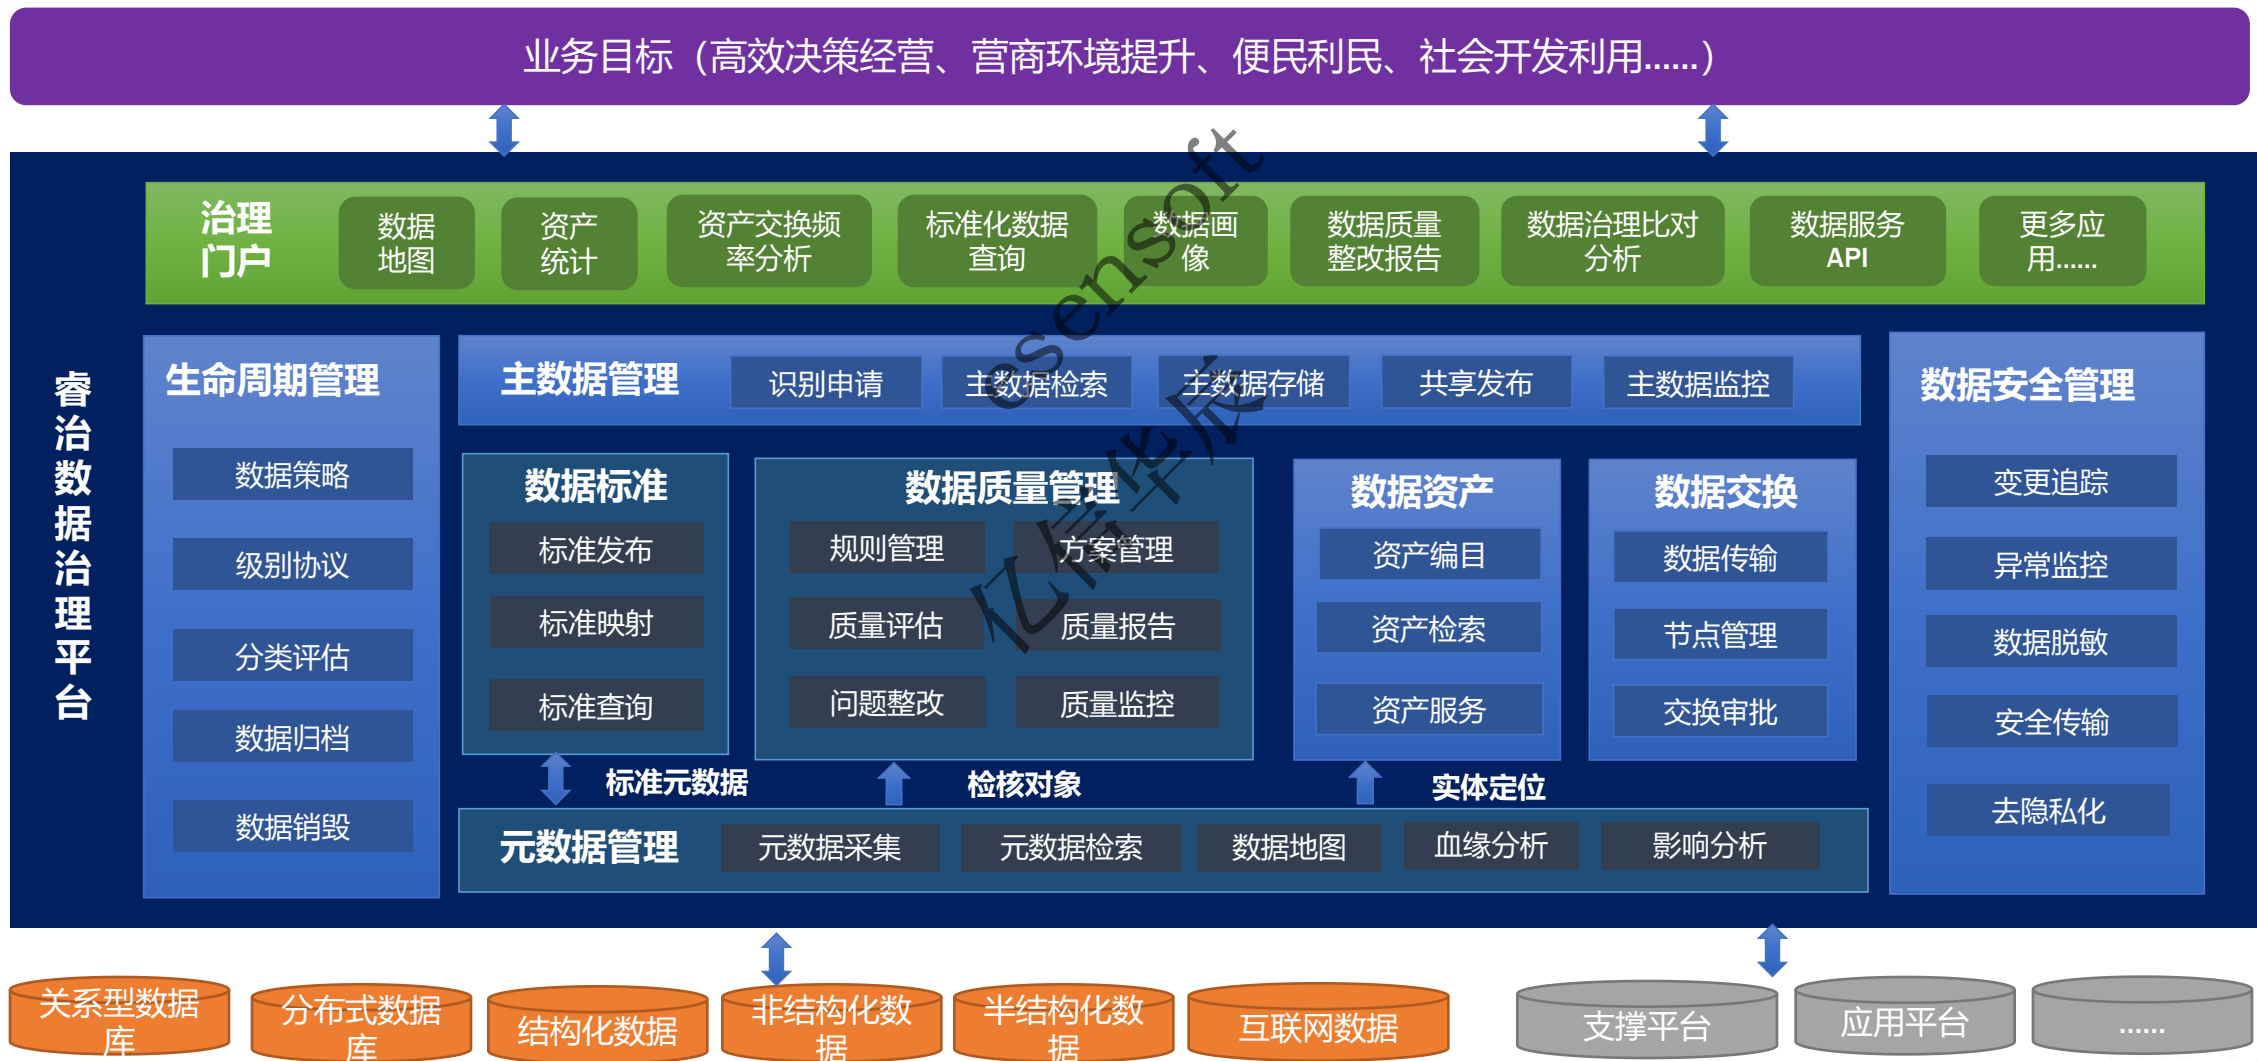 业务目标（高效决策经营、营商环境提升、便民利民、社会开发利用......）
治理
门户
数据
地图
资产
统计
资产交换频
率分析
标准化数据
查询
数据画
像
数据质量
整改报告
数据治理比对
分析
数据服务
API
更多应
用......
睿治数据治理平台
生命周期管理
数据策略
级别协议
分类评估
数据归档
数据销毁
主数据管理
识别申请
主数据检索
主数据存储
共享发布
主数据监控
数据标准
标准发布
标准映射
标准查询
数据质量管理
规则管理
方案管理
质量评估
质量报告
问题整改
质量监控
数据资产
资产编目
资产检索
资产服务
数据交换
数据传输
节点管理
交换审批
数据安全管理
变更追踪
异常监控
数据脱敏
安全传输
去隐私化
标准元数据
检核对象
实体定位
元数据管理
元数据采集
元数据检索
数据地图
血缘分析
影响分析
关系型数据
库
分布式数据
库
结构化数据
非结构化数
据
半结构化数
据
互联网数据
支撑平台
应用平台
......
esensoft
亿信华辰